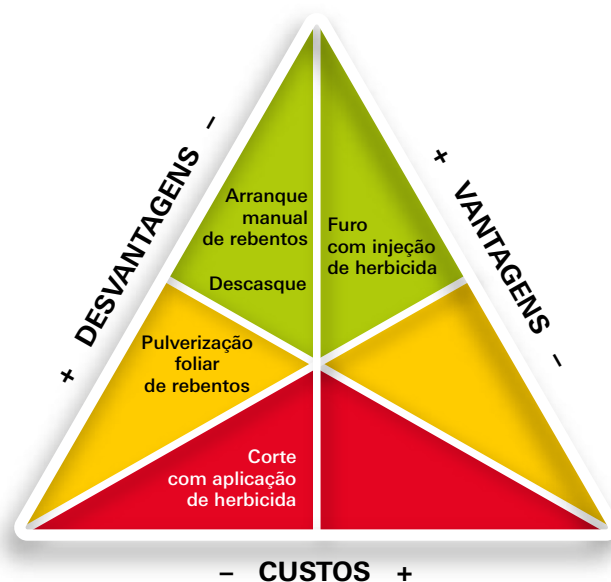 + DESVANTAGENS –
+ VANTAGENS –
Arranque
manual
de rebentos
Descasque
Furo
com injeção
de herbicida
Pulverização
foliar
de rebentos
Corte
com aplicação
de herbicida
– CUSTOS +